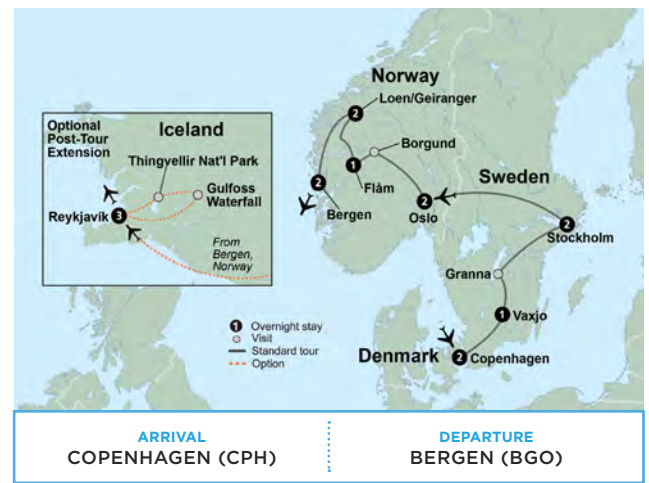 Norway
2
Loen/Geiranger
Borgund
1
Flåm
2
Bergen
2
Oslo
Sweden
2
Stockholm
Granna
1
Vaxjo
Denmark
2
Copenhagen
Optional
Post-Tour
Extension
Iceland
Thingvellir Nat'l Park
Gulfoss
Waterfall
Reykjavík
3
From
Bergen,
Norway
1 Overnight stay
Visit
Standard tour
Option
ARRIVAL
COPENHAGEN (CPH)
DEPARTURE
BERGEN (BGO)